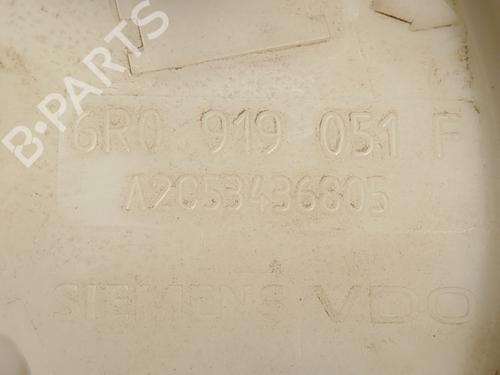 B-PARTS
6R0 919 051 F
A2C53436805
SIEMENS VDO